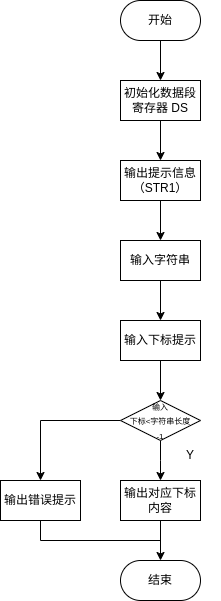 开始
初始化数据段
寄存器 DS
输出提示信息
（STR1）
输入字符串
输入下标提示
输入
下标<字符串长度
-1
Y
输出错误提示
输出对应下标
内容
结束